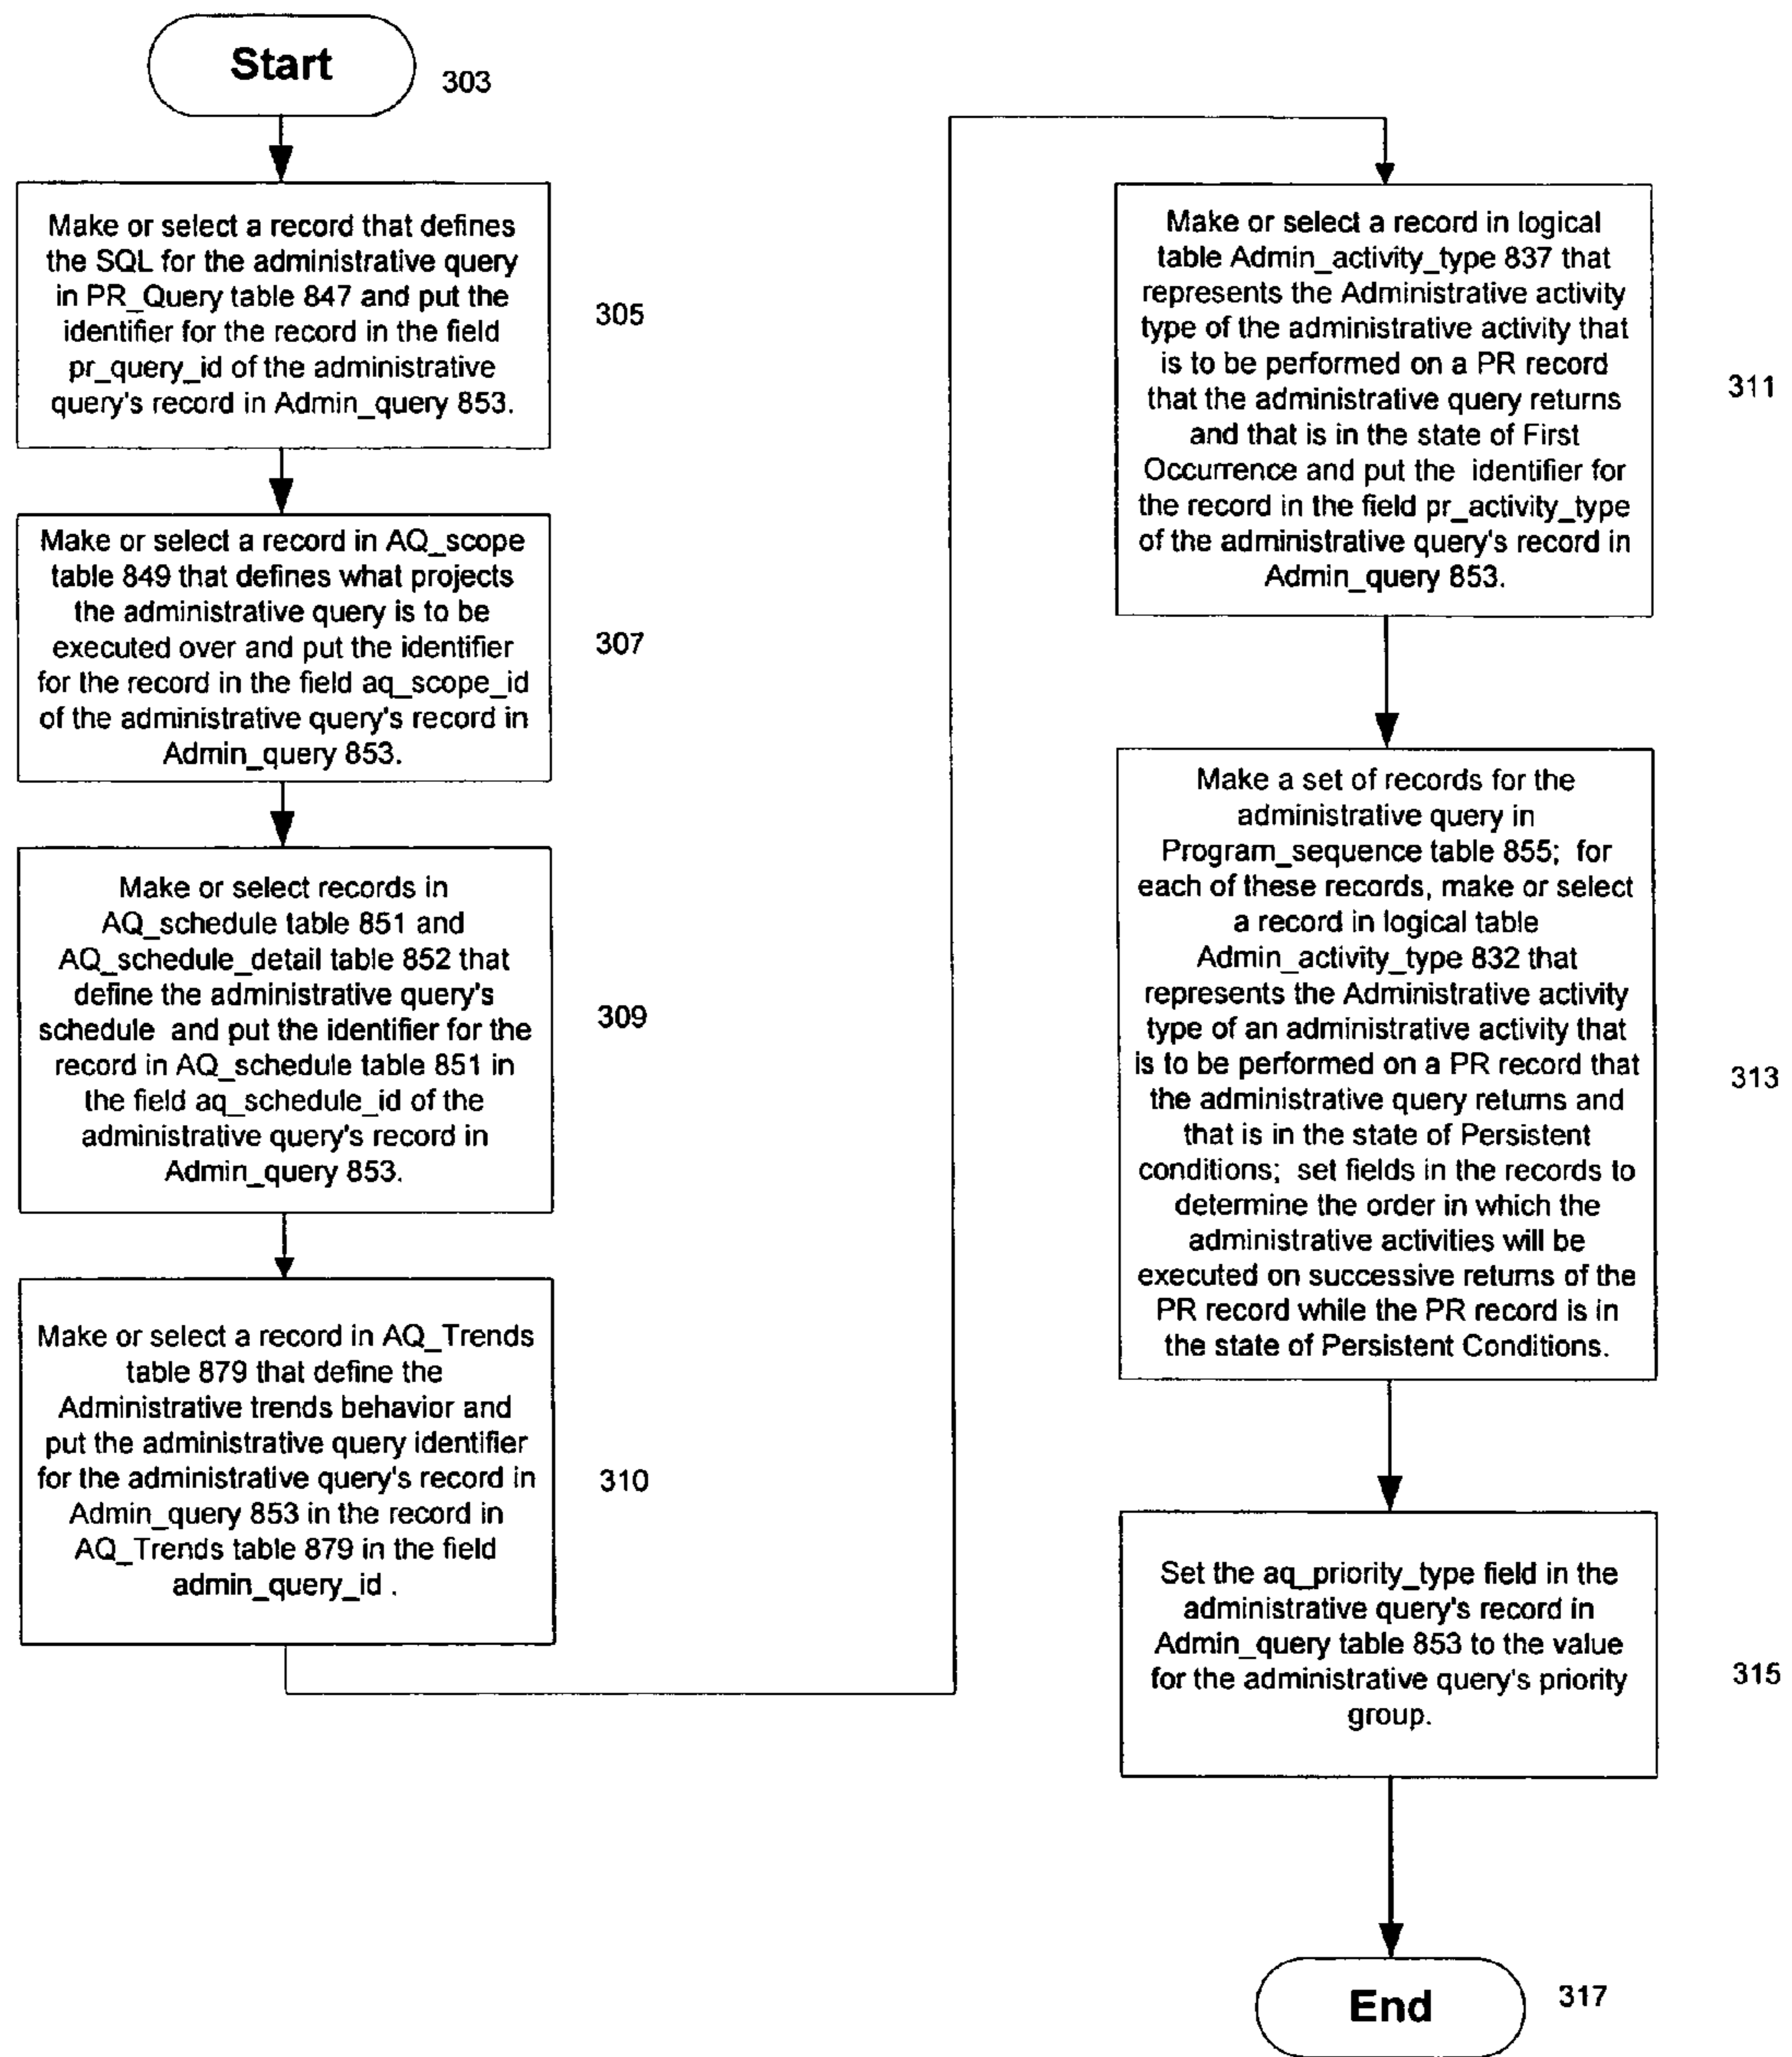 Start
303
Make or select a record that defines
the SQL for the administrative query
in PR_Query table 847 and put the
identifier for the record in the field
pr_query_id of the administrative
query's record in Admin_query 853.
305
Make or select a record in AQ_scope
table 849 that defines what projects
the administrative query is to be
executed over and put the identifier
for the record in the field aq_scope_id
of the administrative query's record in
Admin_query 853.
307
Make or select records in
AQ_schedule table 851 and
AQ_schedule_detail table 852 that
define the administrative query's
schedule and put the identifier for the
record in AQ_schedule table 851 in
the field aq_schedule_id of the
administrative query's record in
Admin_query 853.
309
Make or select a record in AQ_Trends
table 879 that define the
Administrative trends behavior and
put the administrative query identifier
for the administrative query's record in
Admin_query 853 in the record in
AQ_Trends table 879 in the field
admin_query_id .
310
Make or select a record in logical
table Admin_activity_type 837 that
represents the Administrative activity
type of the administrative activity that
is to be performed on a PR record
that the administrative query returns
and that is in the state of First
Occurrence and put the identifier for
the record in the field pr_activity_type
of the administrative query's record in
Admin_query 853.
311
Make a set of records for the
administrative query in
Program_sequence table 855; for
each of these records, make or select
a record in logical table
Admin_activity_type 832 that
represents the Administrative activity
type of an administrative activity that
is to be performed on a PR record that
the administrative query returns and
that is in the state of Persistent
conditions; set fields in the records to
determine the order in which the
administrative activities will be
executed on successive returns of the
PR record while the PR record is in
the state of Persistent Conditions.
313
Set the aq_priority_type field in the
administrative query's record in
Admin_query table 853 to the value
for the administrative query's priority
group.
315
End
317